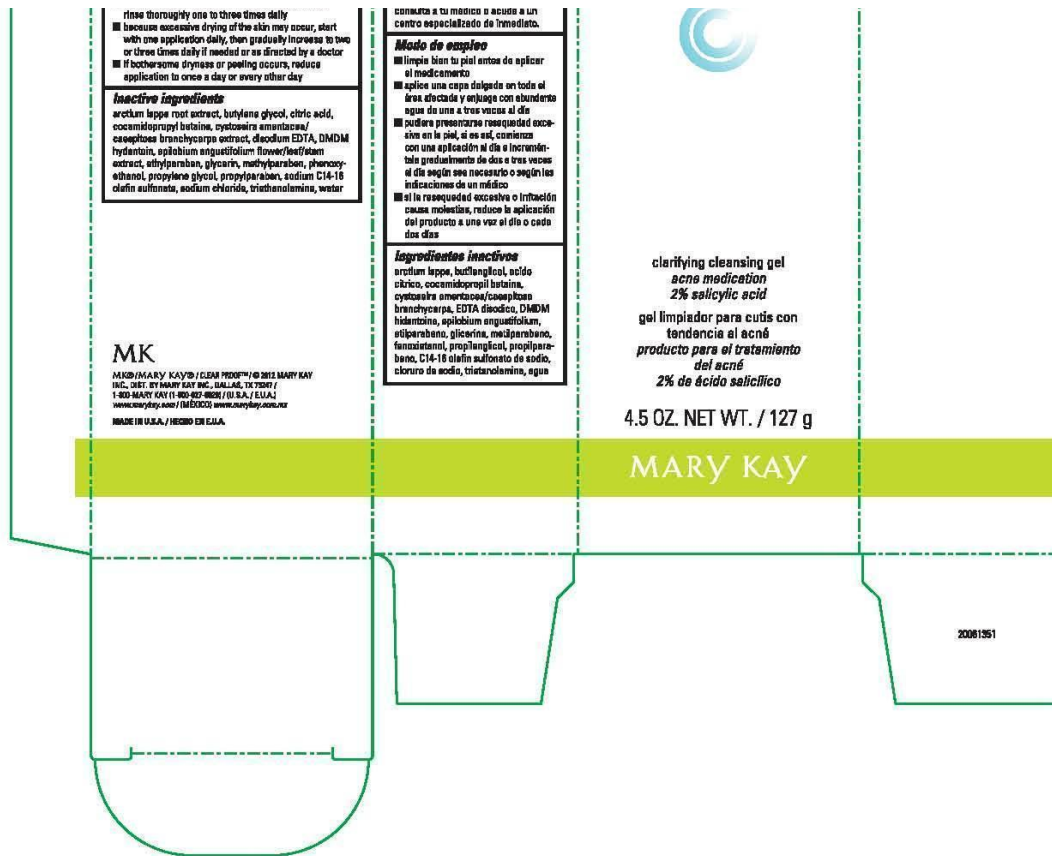 rinse thoroughly one to three times daily
■ because excessive drying of the skin may occur, start
with one application daily, then gradually increase to two
or three times daily if needed or as directed by a doctor
■ if bothersome dryness or peeling occurs, reduce
application to once a day or every other day
Inactive ingredients
arctium lappa root extract, butylene glycol, citric acid,
cocamidopropyl betaine, cystoseira amentacea/
caespitosa branchycarpa extract, disodium EDTA, DMDM
hydantoin, epilobium angustifolium flower/leaf/stem
extract, ethylparaben, glycerin, methylparaben, phenoxy-
ethanol, propylene glycol, propylparaben, sodium C14-16
olefin sulfonate, sodium chloride, triethanolamine, water
MK
MK®/MARY KAY® / CLEAR PROOF™ / © 2012 MARY KAY
INC., DIST. BY MARY KAY INC., DALLAS, TX 75247 /
1-800-MARY KAY (1-800-627-9529) / (U.S.A. / E.U.A.)
www.marykay.com / (MÉXICO) www.marykay.com.mx
MADE IN U.S.A. / HECHO EN E.U.A.
consulta a tu médico o acude a un
centro especializado de inmediato.
Modo de empleo
■ limpia bien tu piel antes de aplicar
el medicamento
■ aplica una capa delgada en toda el
área afectada y enjuaga con abundante
agua de una a tres veces al día
■ pudiera presentarse resequedad exce-
siva en la piel, si es así, comienza
con una aplicación al día e incremén-
tala gradualmente de dos a tres veces
al día según sea necesario o según las
indicaciones de un médico
■ si la resequedad excesiva o irritación
causa molestias, reduce la aplicación
del producto a una vez al día o cada
dos días
Ingredientes inactivos
arctium lappa, butilenglicol, ácido
cítrico, cocamidopropil betaína,
cystoseira amentacea/caespitosa
branchycarpa, EDTA disódico, DMDM
hidantoína, epilobium angustifolium,
etilparabeno, glicerina, metilparabeno,
fenoxietanol, propilenglicol, propilpara-
beno, C14-16 olefin sulfonato de sodio,
cloruro de sodio, trietanolamina, agua
clarifying cleansing gel
acne medication
2% salicylic acid
gel limpiador para cutis con
tendencia al acné
producto para el tratamiento
del acné
2% de ácido salicílico
4.5 OZ. NET WT. / 127 g
MARY KAY
20061351